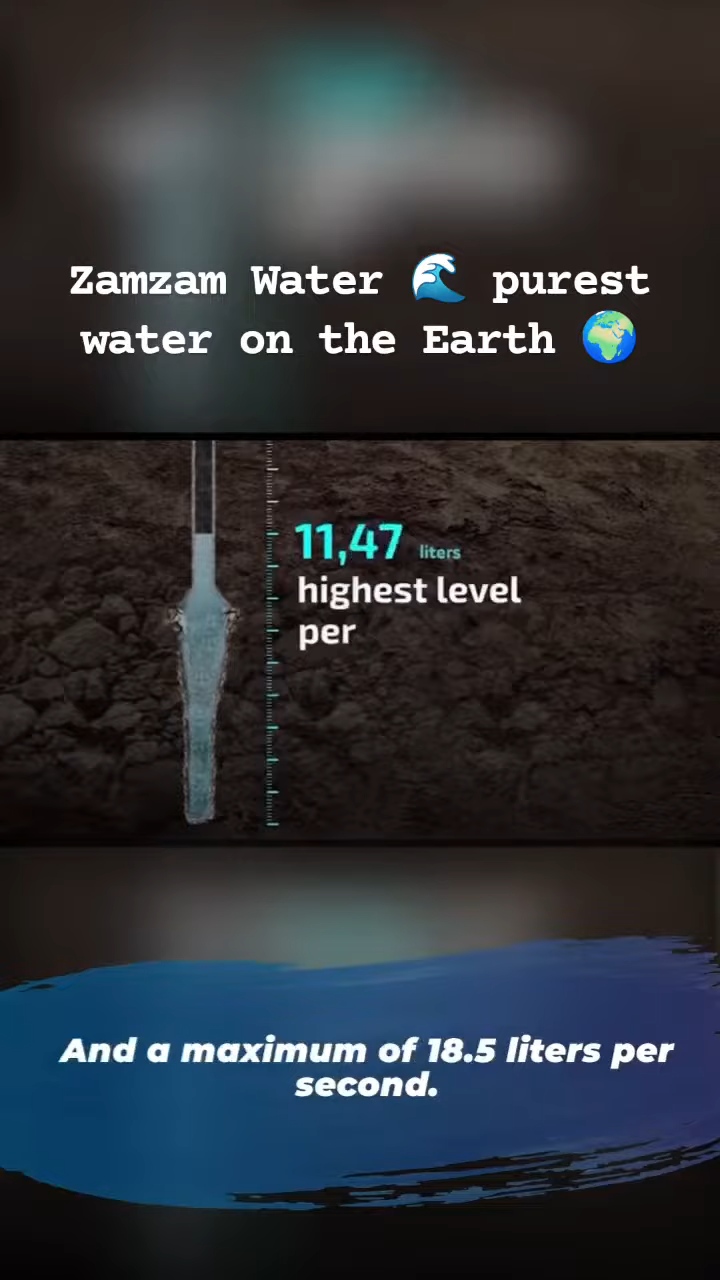 Zamzam Water 🌊 purest
water on the Earth 🌍
11,47 liters
highest level
per
And a maximum of 18.5 liters per
second.